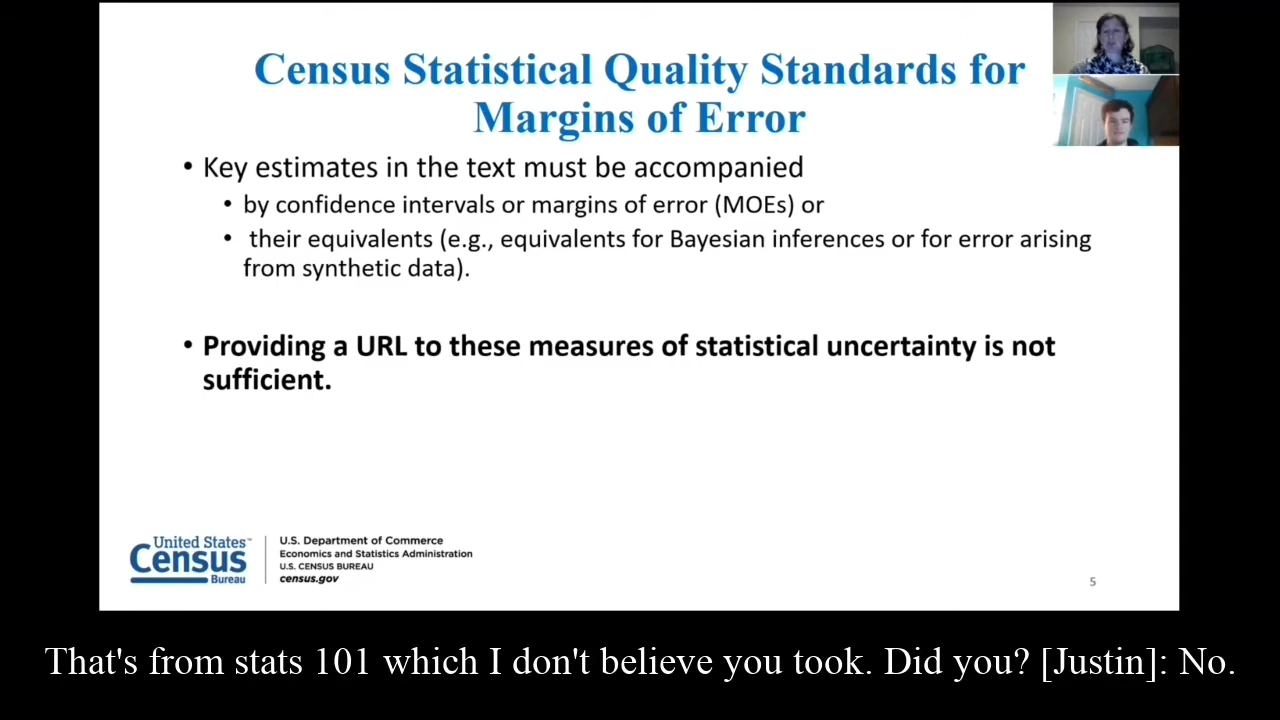 Census Statistical Quality Standards for
Margins of Error
• Key estimates in the text must be accompanied
• by confidence intervals or margins of error (MOEs) or
• their equivalents (e.g., equivalents for Bayesian inferences or for error arising
from synthetic data).
• Providing a URL to these measures of statistical uncertainty is not
sufficient.
United States™
Census
Bureau
U.S. Department of Commerce
Economics and Statistics Administration
U.S. CENSUS BUREAU
census.gov
5
That's from stats 101 which I don't believe you took. Did you? [Justin]: No.